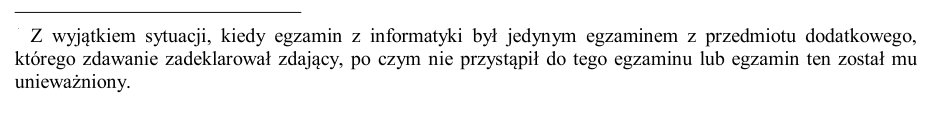 Z wyjątkiem sytuacji, kiedy egzamin z informatyki był jedynym egzaminem z przedmiotu dodatkowego,
którego zdawanie zadeklarował zdający, po czym nie przystąpił do tego egzaminu lub egzamin ten został mu
unieważniony.